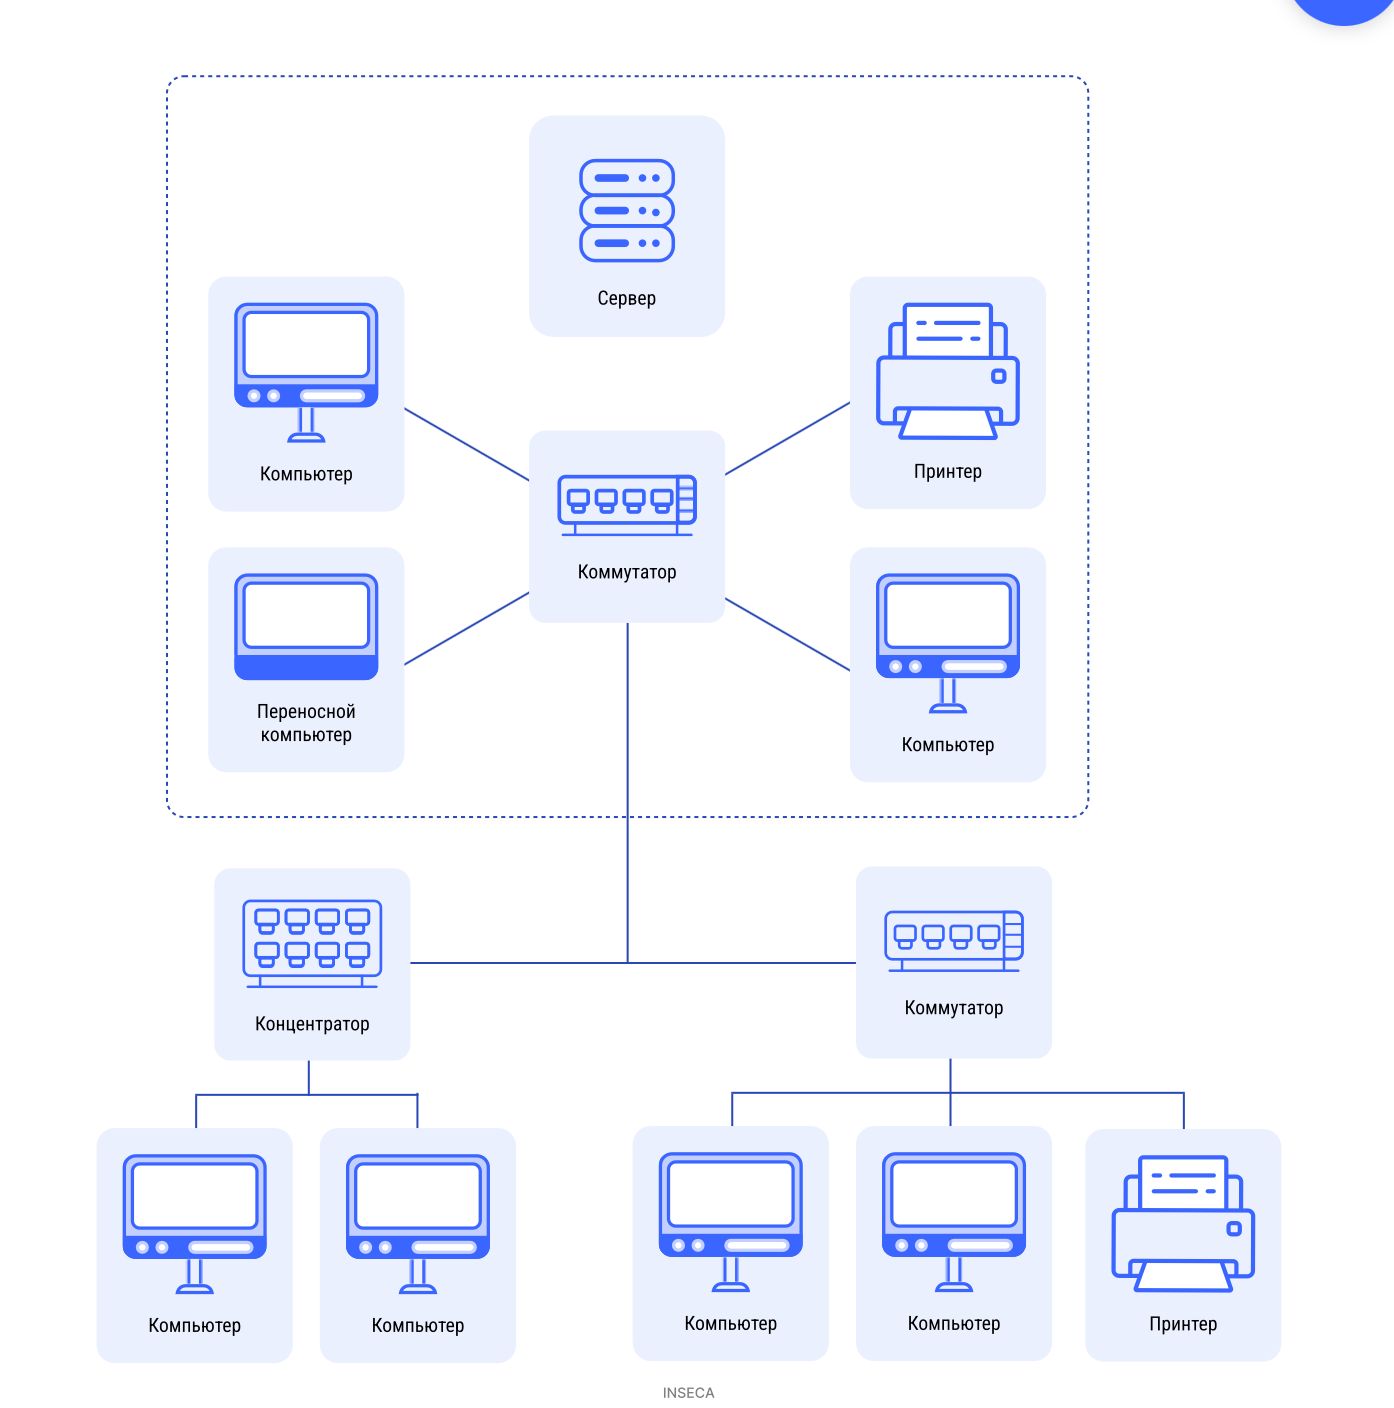 Сервер
Компьютер
Принтер
Коммутатор
Переносной
компьютер
Компьютер
Концентратор
Коммутатор
Компьютер
Компьютер
Компьютер
Компьютер
Принтер
INSECA